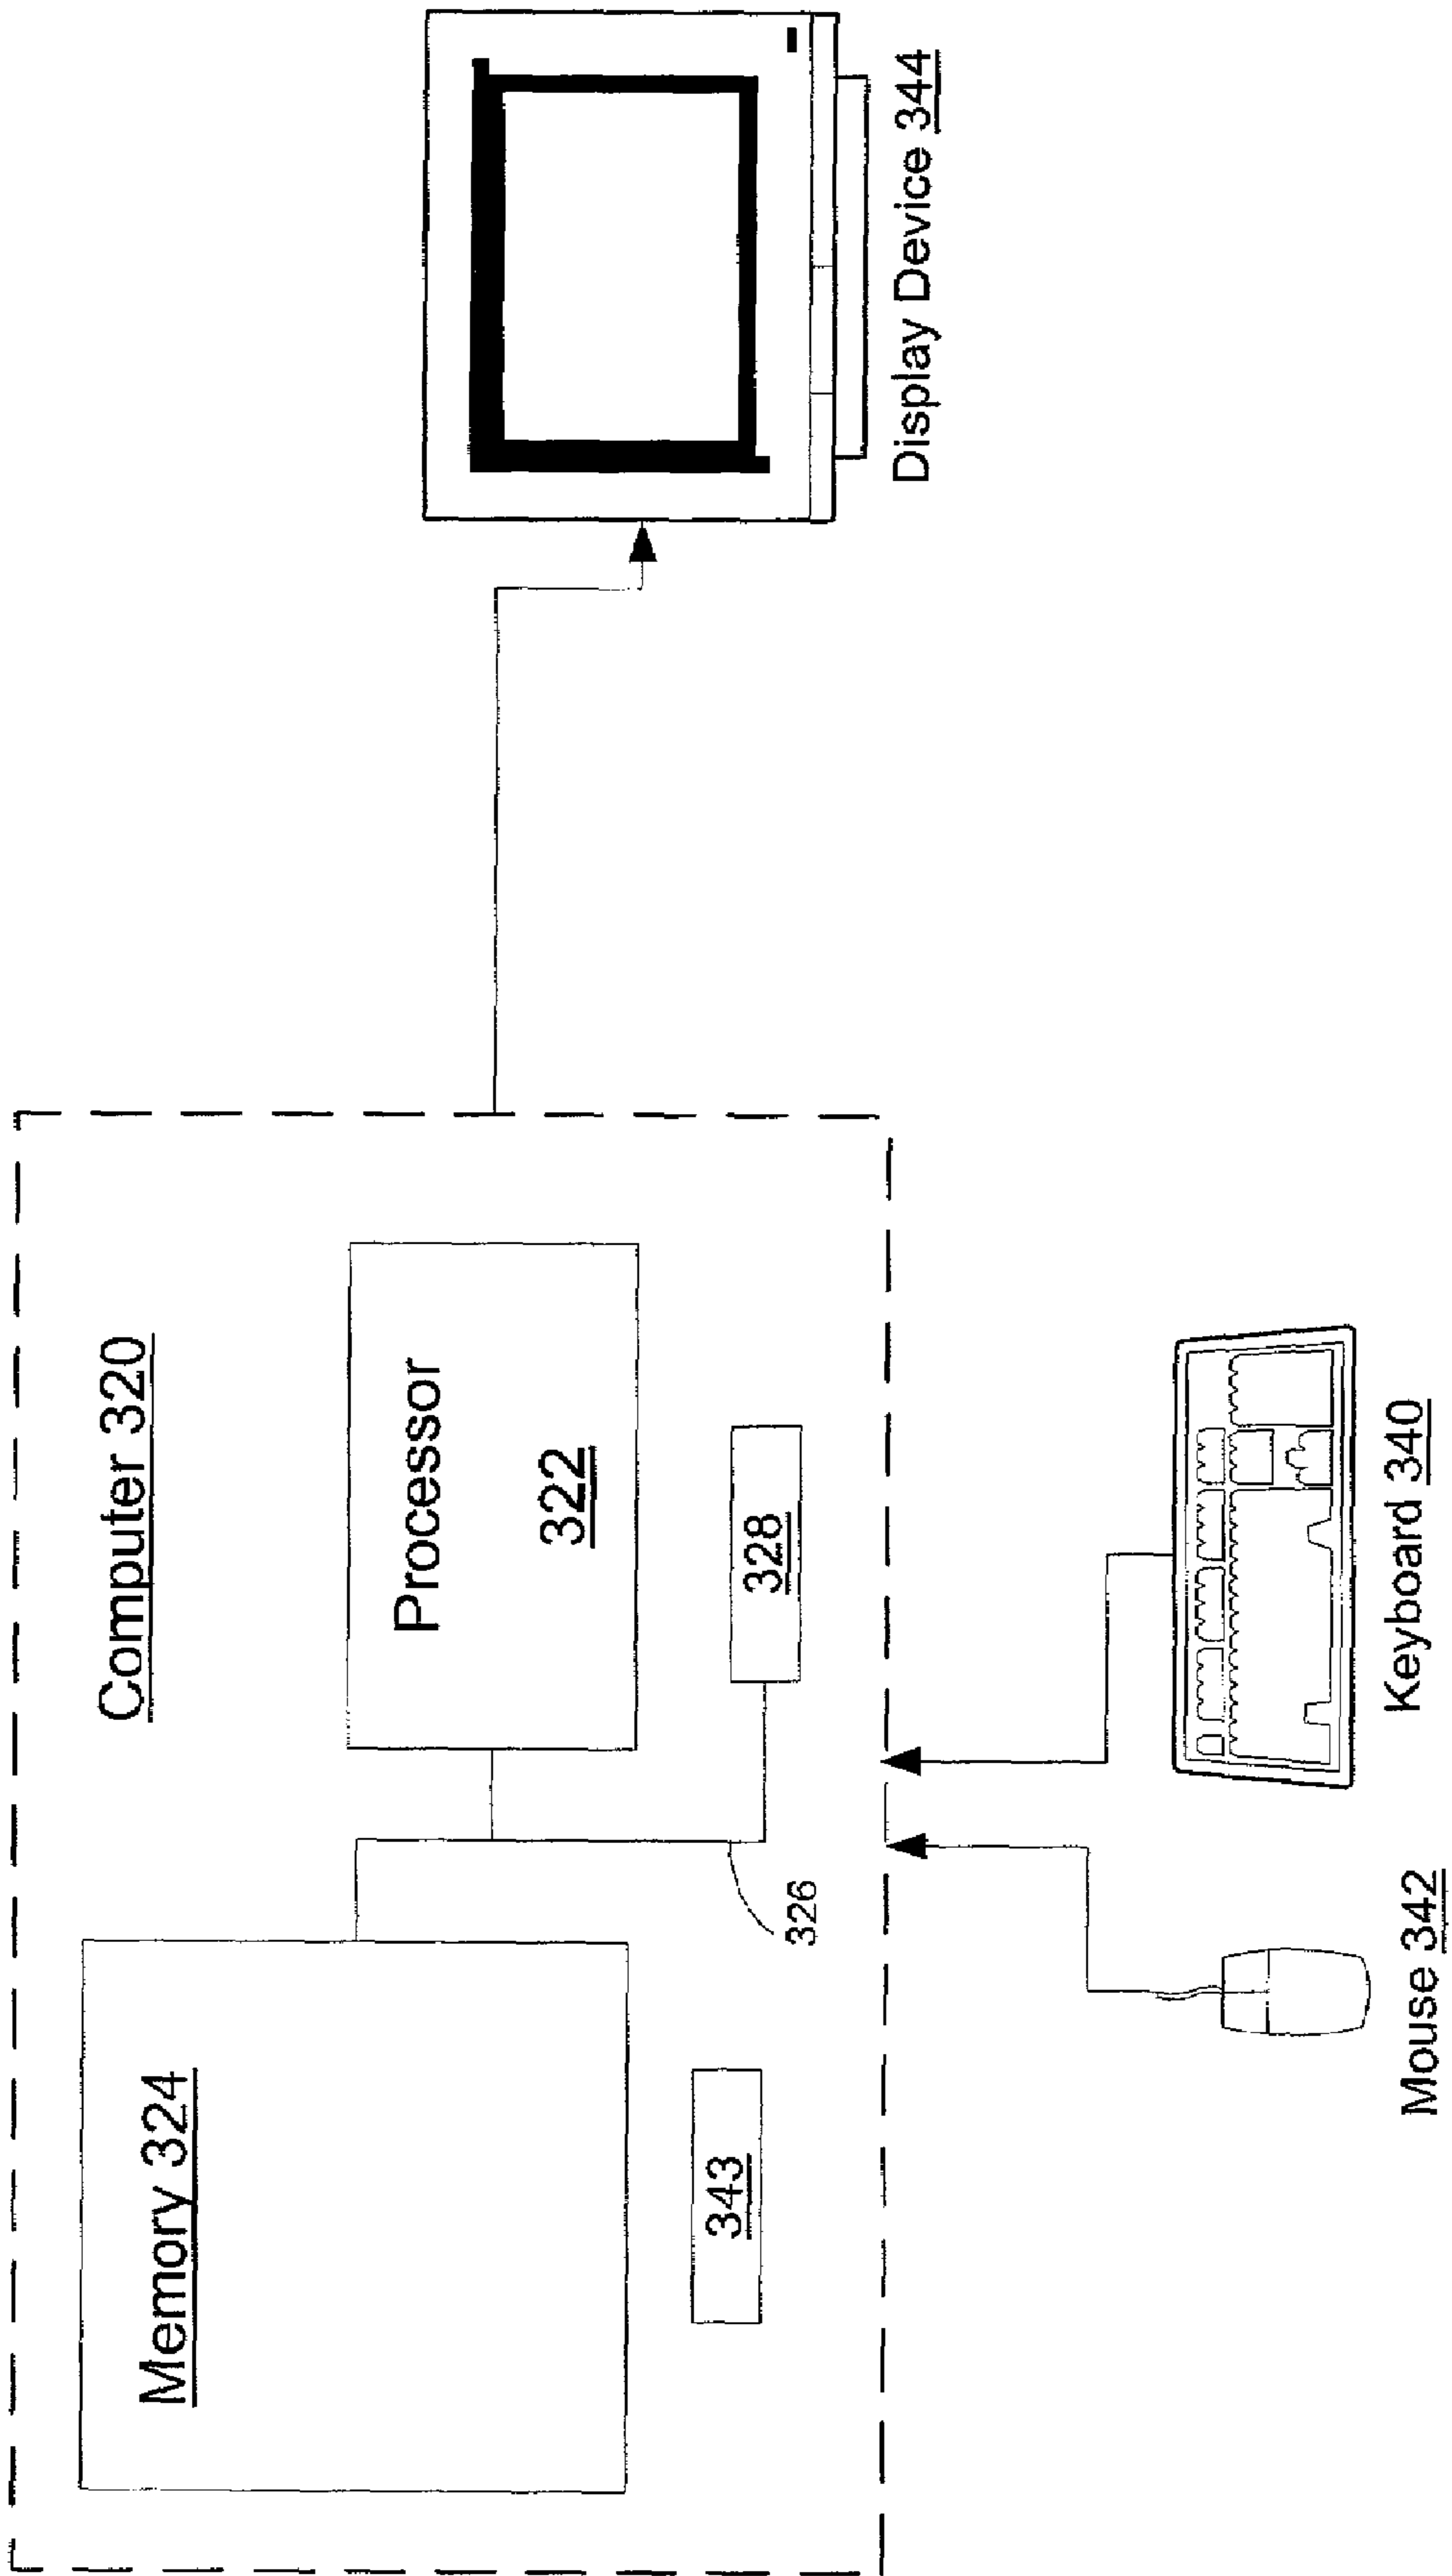 Computer 320
Memory 324
Processor
322
328
343
326
Display Device 344
Keyboard 340
Mouse 342